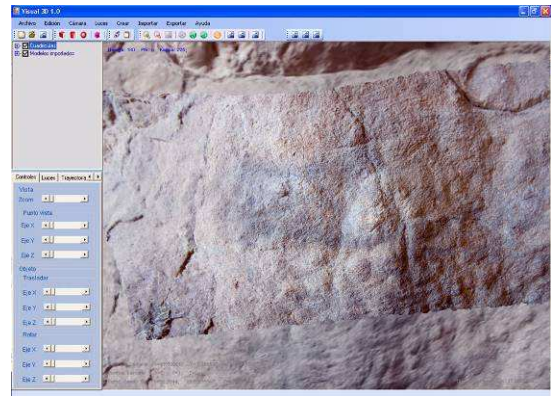 Visual 3D 1.0
Archivo Edición Cámara Luces Crear Importar Exportar Ayuda
Modelos importados
Controles Luces Trayectoria
Vista
Zoom
Punto Vista
Eje X
Eje Y
Eje Z
Objeto
Trasladar
Eje X
Eje Y
Eje Z
Rotar
Eje X
Eje Y
Eje Z